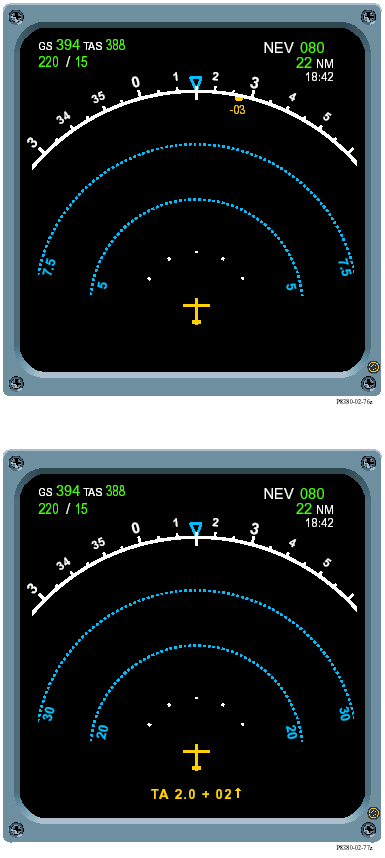 GS 394 TAS 388
220 / 15
NEV 080
22 NM
18:42
3 34 35 0 1 2 3 4 5
-03
7.5 7.5
5 5
P8380-02-76z
GS 394 TAS 388
220 / 15
NEV 080
22 NM
18:42
3 34 35 0 1 2 3 4 5
30 30
20 20
TA 2.0 + 02↑
P8380-02-77z